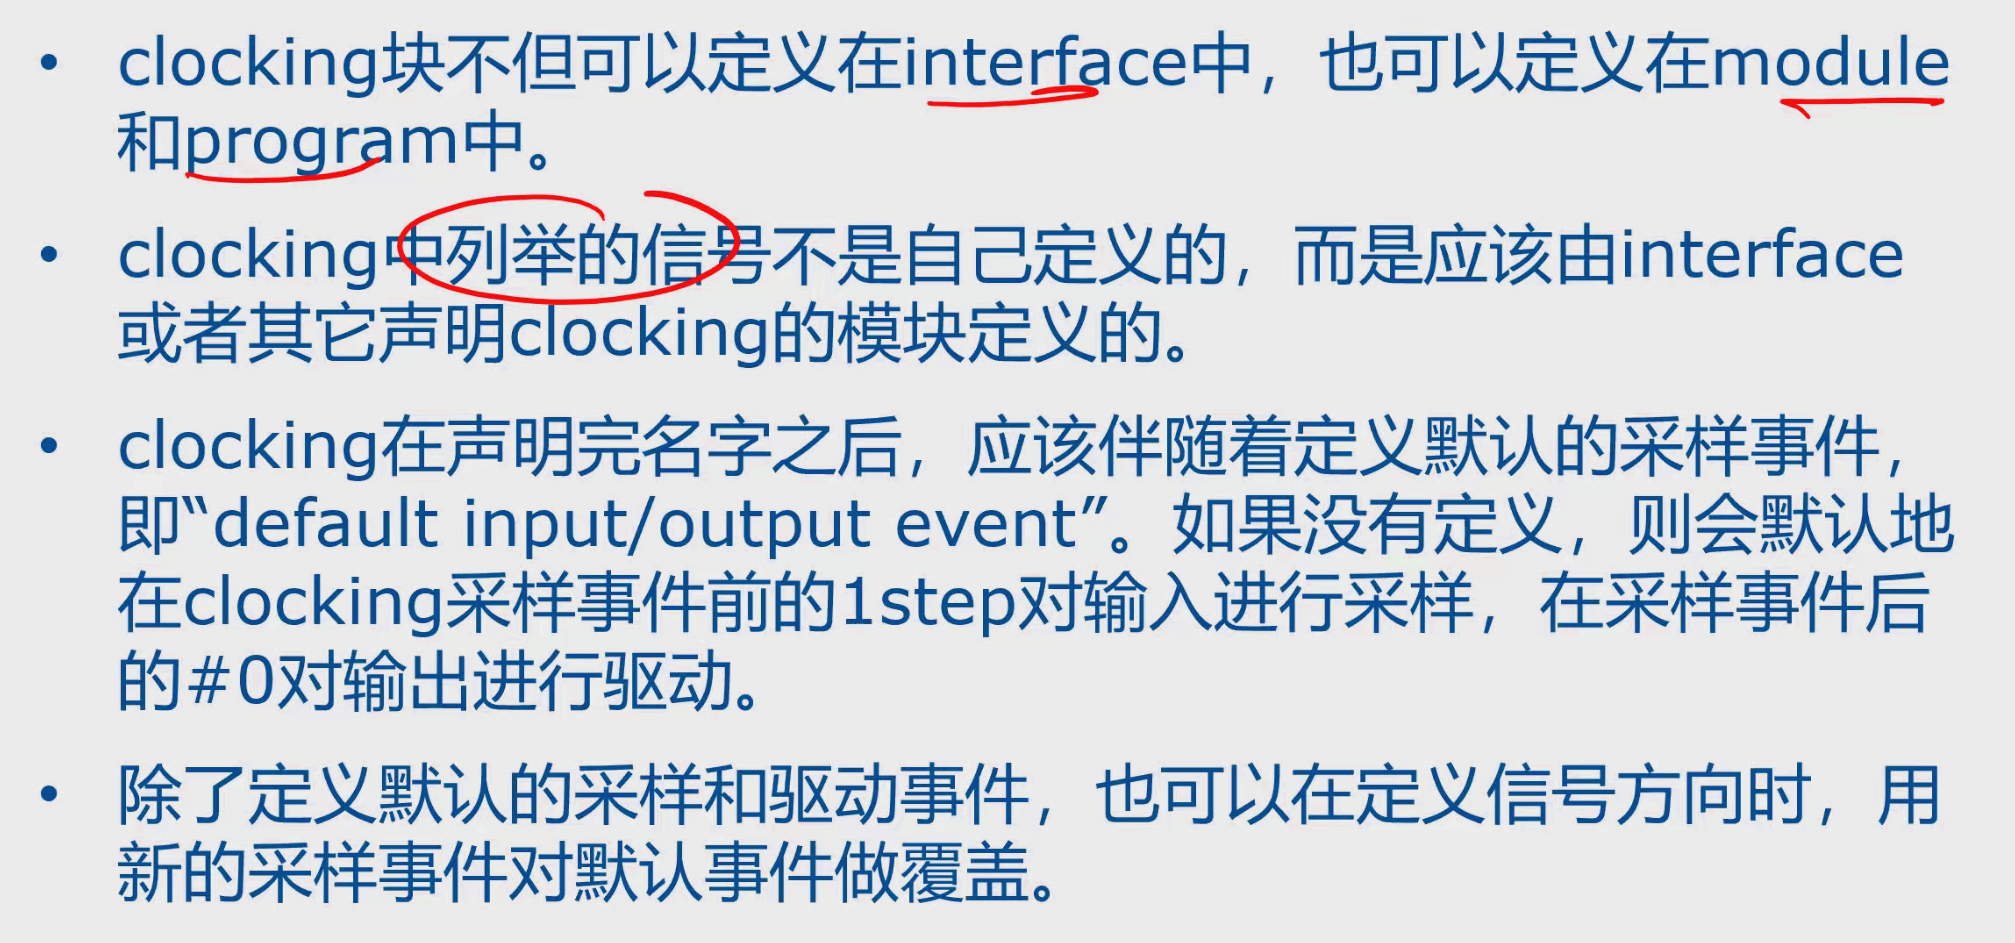 • clocking块不但可以定义在interface中，也可以定义在module
和program中。
• clocking中列举的信号不是自己定义的，而是应该由interface
或者其它声明clocking的模块定义的。
• clocking在声明完名字之后，应该伴随着定义默认的采样事件，
即“default input/output event”。如果没有定义，则会默认地
在clocking采样事件前的1step对输入进行采样，在采样事件后
的#0对输出进行驱动。
• 除了定义默认的采样和驱动事件，也可以在定义信号方向时，用
新的采样事件对默认事件做覆盖。